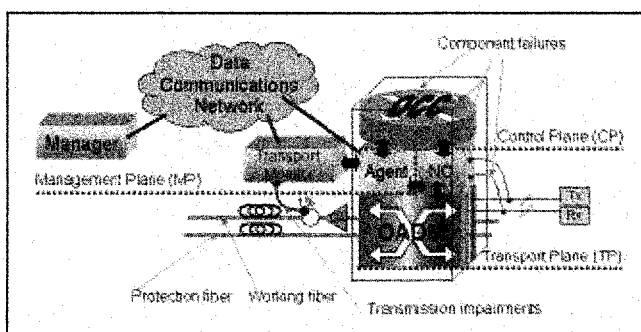 Component failures
Data
Communications
Network
OCC
Manager
Control Plane (CP)
Transport
Monitor
Agent
NC
Management Plane (MP)
Tx
Rx
OADM
Transport Plane (TP)
Protection fiber
Working fiber
Transmission impairments